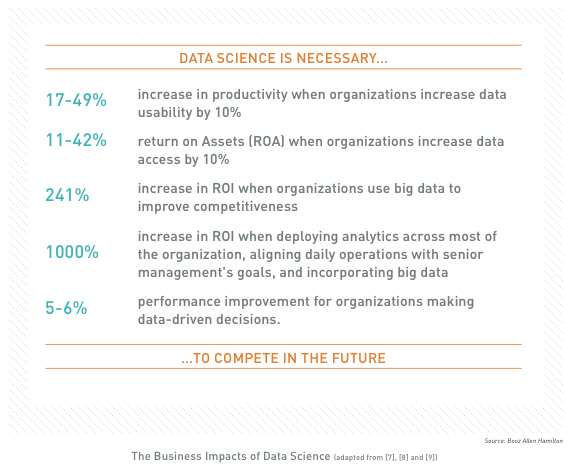 DATA SCIENCE IS NECESSARY...
17-49%
increase in productivity when organizations increase data
usability by 10%
11-42%
return on Assets (ROA) when organizations increase data
access by 10%
241%
increase in ROI when organizations use big data to
improve competitiveness
1000%
increase in ROI when deploying analytics across most of
the organization, aligning daily operations with senior
management's goals, and incorporating big data
5-6%
performance improvement for organizations making
data-driven decisions.
...TO COMPETE IN THE FUTURE
Source: Booz Allen Hamilton
The Business Impacts of Data Science (adapted from [7], [8] and [9])